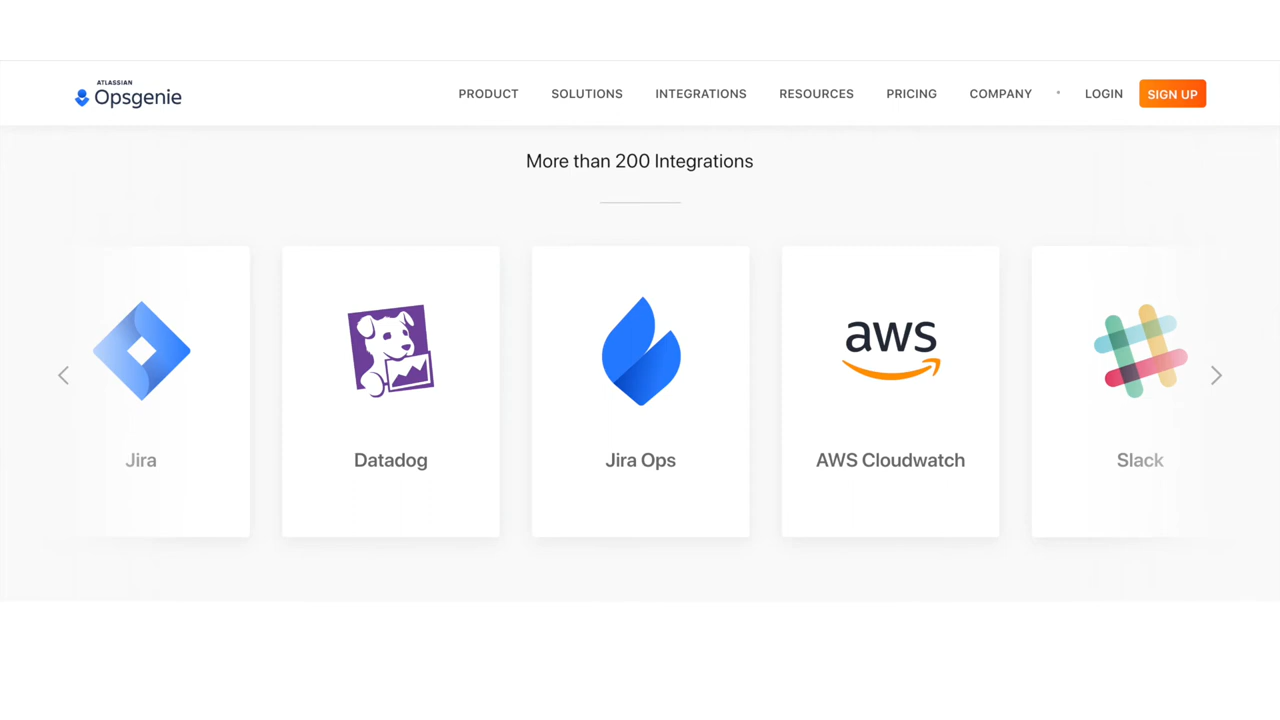 ATLASSIAN
Opsgenie
PRODUCT SOLUTIONS INTEGRATIONS RESOURCES PRICING COMPANY LOGIN SIGN UP
More than 200 Integrations
aws
Jira Datadog Jira Ops AWS Cloudwatch Slack